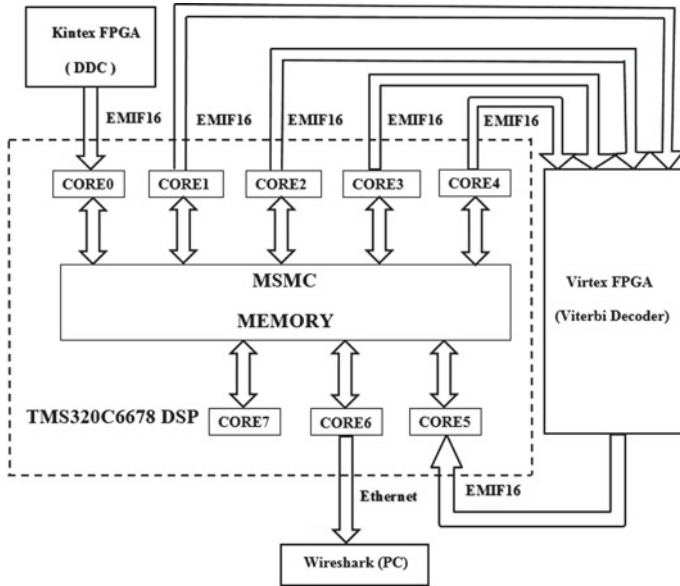 Kintex FPGA
( DDC )
EMIF16
EMIF16
EMIF16
EMIF16
EMIF16
CORE0
CORE1
CORE2
CORE3
CORE4
MSMC
MEMORY
Virtex FPGA
(Viterbi Decoder)
TMS320C6678 DSP
CORE7
CORE6
CORE5
Ethernet
EMIF16
Wireshark (PC)